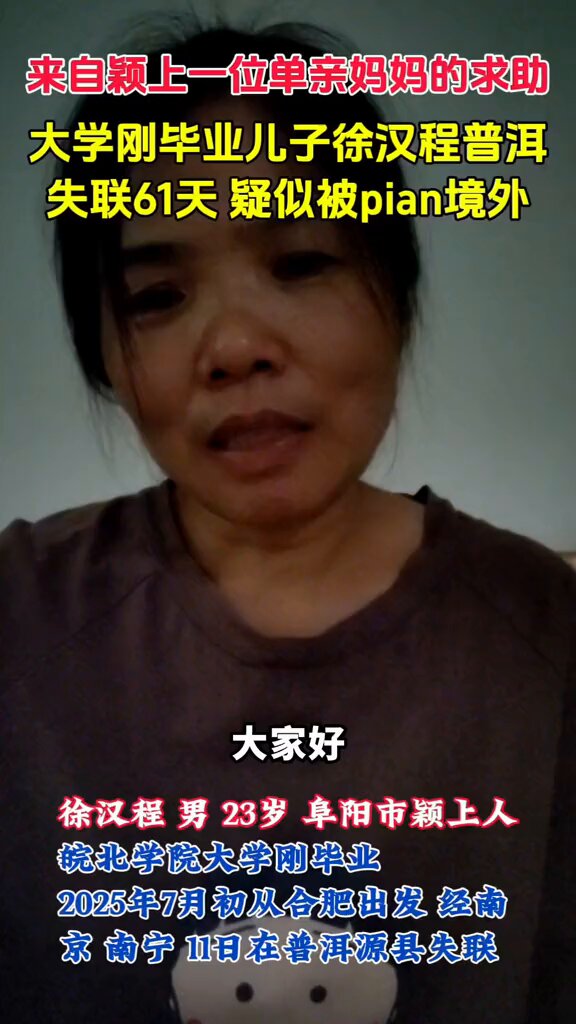 来自颖上一位单亲妈妈的求助
大学刚毕业儿子徐汉程普洱
失联61天 疑似被pian境外
大家好
徐汉程 男 23岁 阜阳市颖上人
皖北学院大学刚毕业
2025年7月初从合肥出发 经南
京 南宁 11日在普洱源县失联